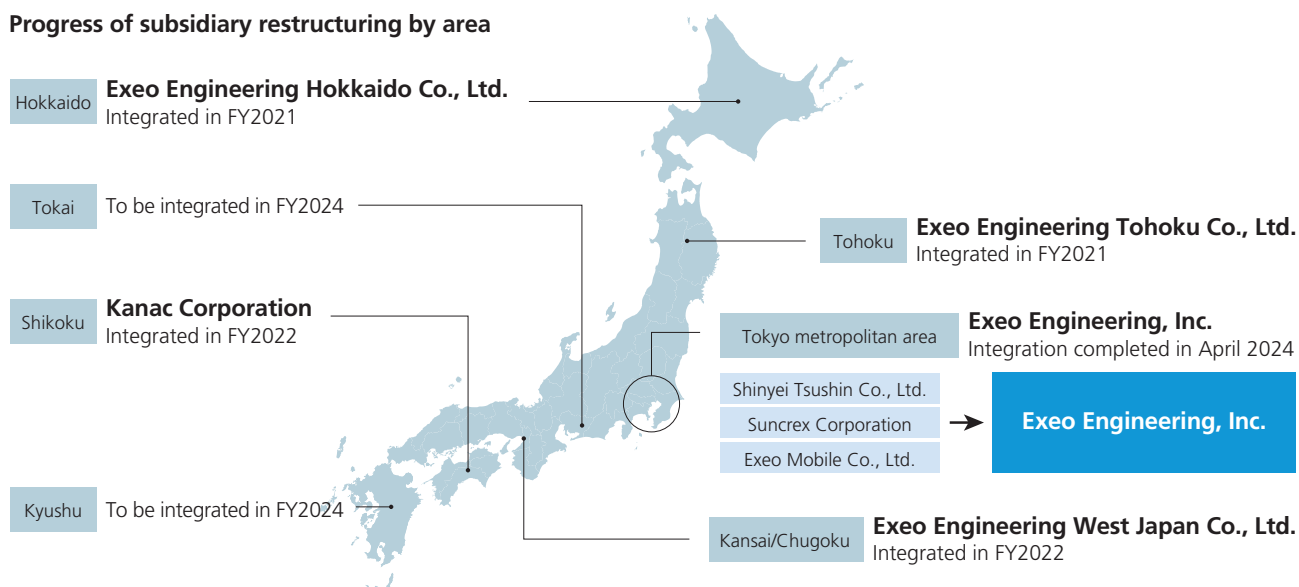 Progress of subsidiary restructuring by area
Hokkaido
Exeo Engineering Hokkaido Co., Ltd.
Integrated in FY2021
Tokai
To be integrated in FY2024
Shikoku
Kanac Corporation
Integrated in FY2022
Kyushu
To be integrated in FY2024
Tohoku
Exeo Engineering Tohoku Co., Ltd.
Integrated in FY2021
Tokyo metropolitan area
Exeo Engineering, Inc.
Integration completed in April 2024
Shinyei Tsushin Co., Ltd.
Suncrex Corporation
Exeo Mobile Co., Ltd.
Exeo Engineering, Inc.
Kansai/Chugoku
Exeo Engineering West Japan Co., Ltd.
Integrated in FY2022